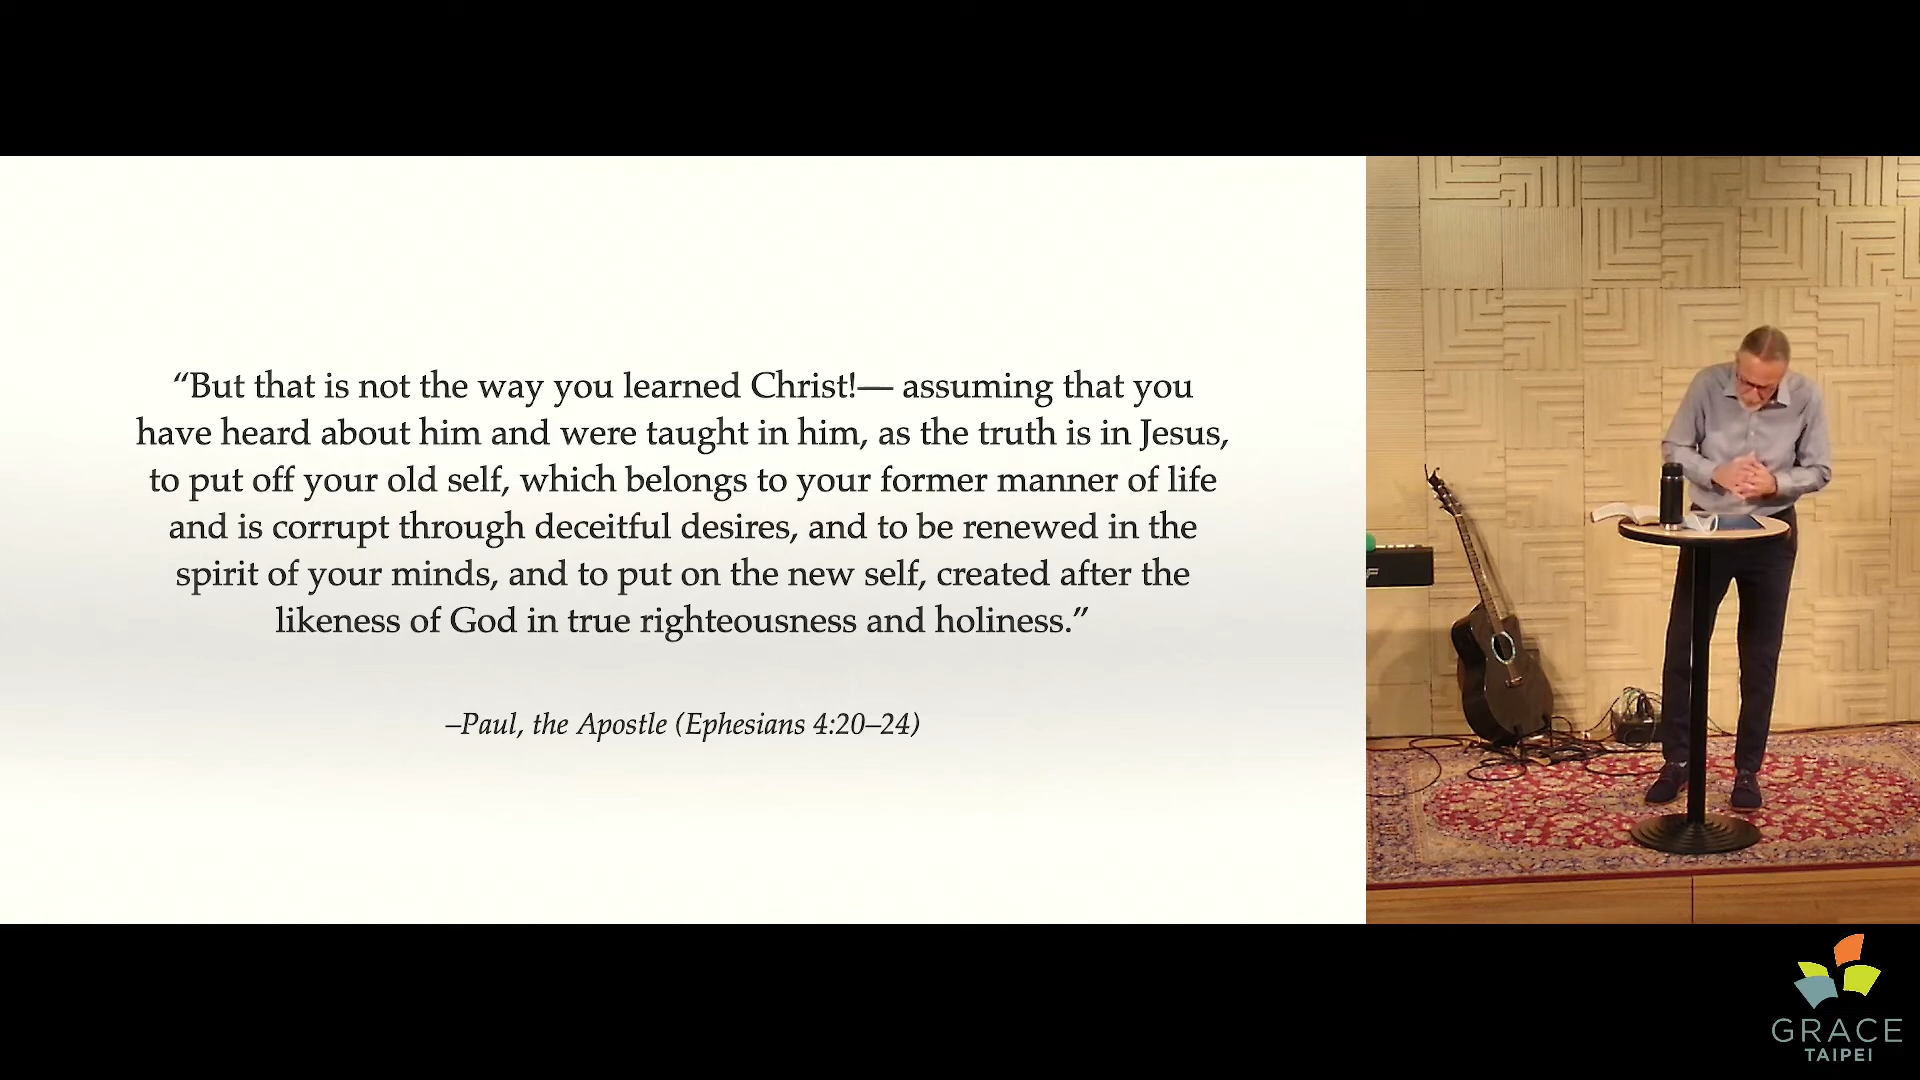 “But that is not the way you learned Christ!— assuming that you
have heard about him and were taught in him, as the truth is in Jesus,
to put off your old self, which belongs to your former manner of life
and is corrupt through deceitful desires, and to be renewed in the
spirit of your minds, and to put on the new self, created after the
likeness of God in true righteousness and holiness.”
–Paul, the Apostle (Ephesians 4:20–24)
GRACE
TAIPEI